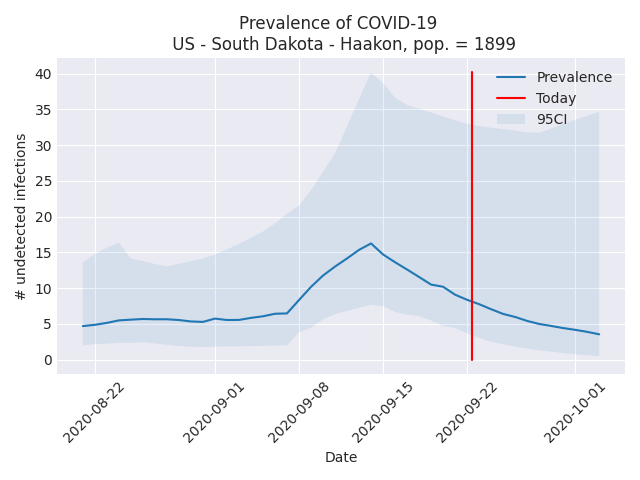 Prevalence of COVID-19
US - South Dakota - Haakon, pop. = 1899
# undetected infections
40
35
30
25
20
15
10
5
0
Prevalence
Today
95CI
2020-08-22
2020-09-01
2020-09-08
2020-09-15
2020-09-22
2020-10-01
Date